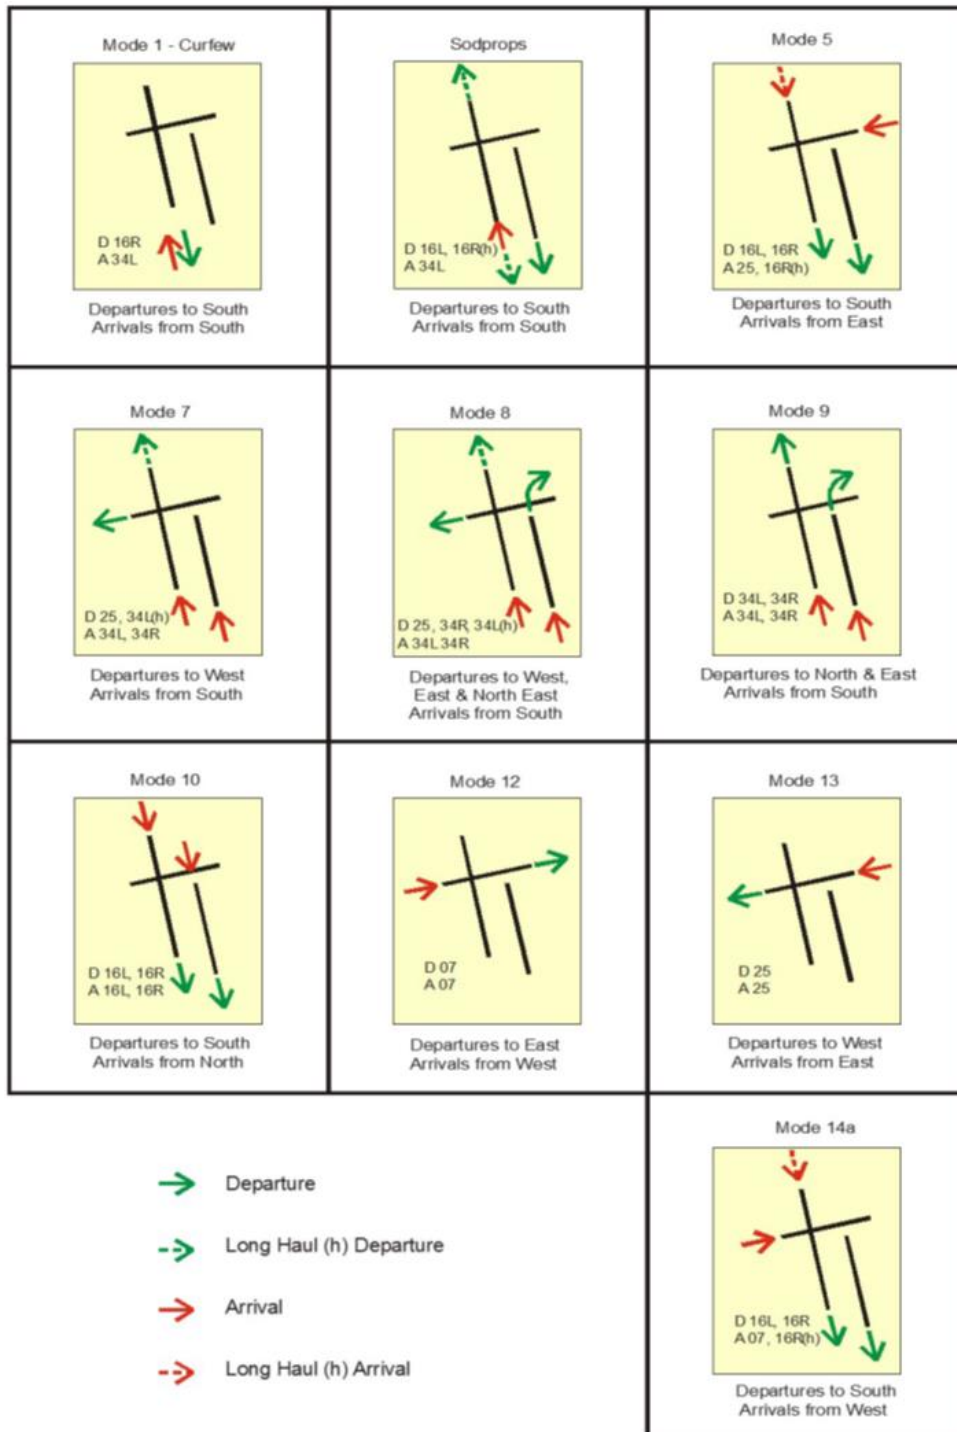 Mode 1 - Curfew
D 16R
A 34L
Departures to South
Arrivals from South
Sodprops
D 16L, 16R(h)
A 34L
Departures to South
Arrivals from South
Mode 5
D 16L, 16R
A 25, 16R(h)
Departures to South
Arrivals from East
Mode 7
D 25, 34L(h)
A 34L, 34R
Departures to West
Arrivals from South
Mode 8
D 25, 34R, 34L(h)
A 34L 34R
Departures to West,
East & North East
Arrivals from South
Mode 9
D 34L, 34R
A 34L, 34R
Departures to North & East
Arrivals from South
Mode 10
D 16L, 16R
A 16L, 16R
Departures to South
Arrivals from North
Mode 12
D 07
A 07
Departures to East
Arrivals from West
Mode 13
D 25
A 25
Departures to West
Arrivals from East
Mode 14a
D 16L, 16R
A 07, 16R(h)
Departures to South
Arrivals from West
Departure
Long Haul (h) Departure
Arrival
Long Haul (h) Arrival